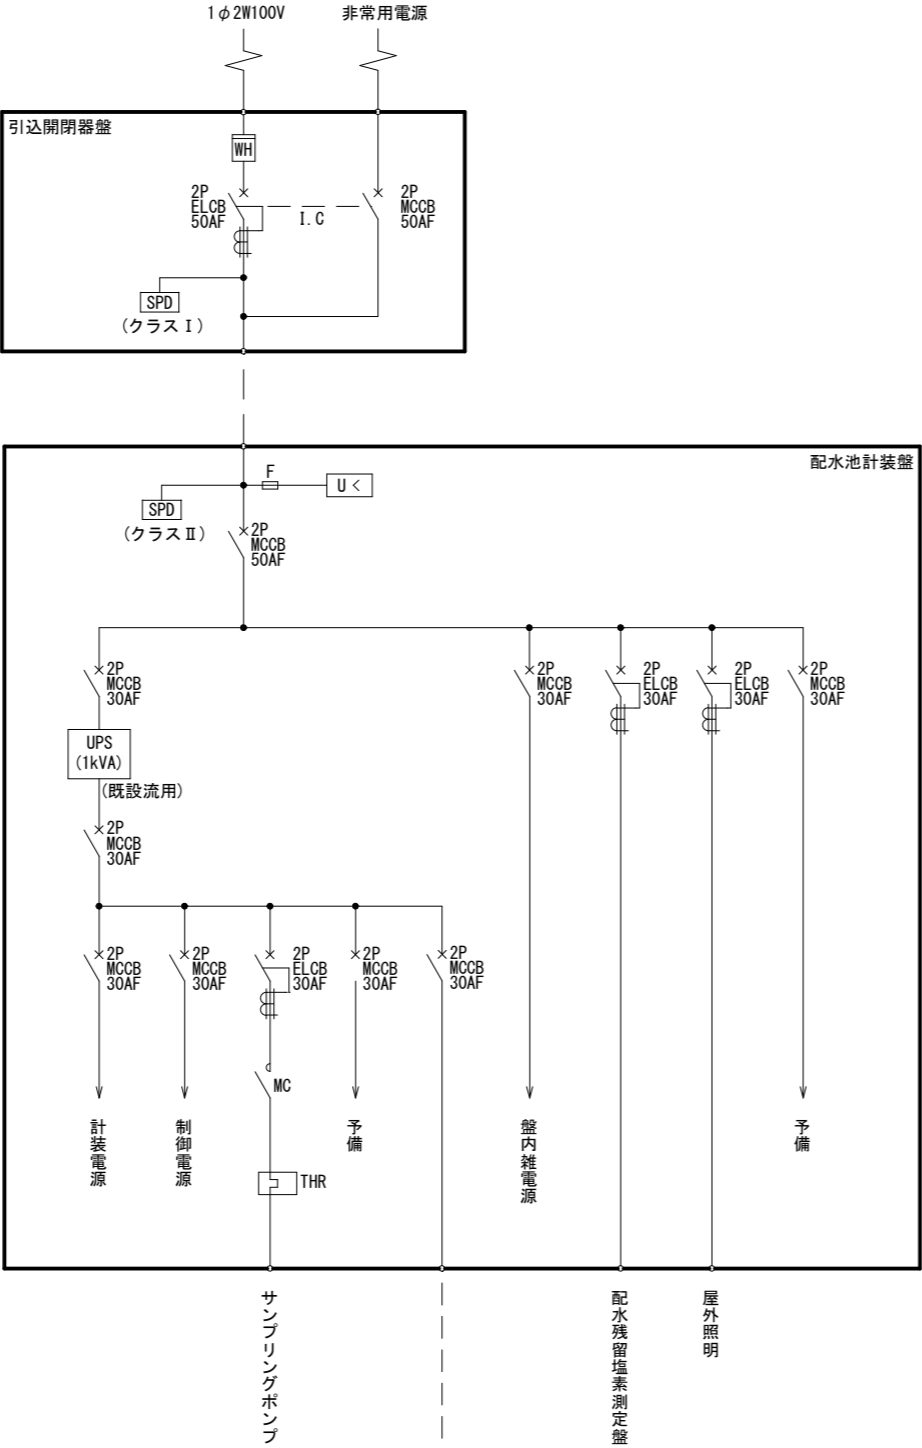 1φ2W100V
非常用電源
引込開閉器盤
WH
2P
ELCB
50AF
I.C
2P
MCCB
50AF
SPD
(クラスⅠ)
配水池計装盤
F
U<
SPD
(クラスⅡ)
2P
MCCB
50AF
2P
MCCB
30AF
2P
MCCB
30AF
2P
ELCB
30AF
2P
ELCB
30AF
2P
MCCB
30AF
UPS
(1kVA)
(既設流用)
2P
MCCB
30AF
2P
MCCB
30AF
2P
MCCB
30AF
2P
ELCB
30AF
2P
MCCB
30AF
2P
MCCB
30AF
MC
THR
計装電源
制御電源
予備
盤内雑電源
予備
サンプリングポンプ
配水残留塩素測定盤
屋外照明